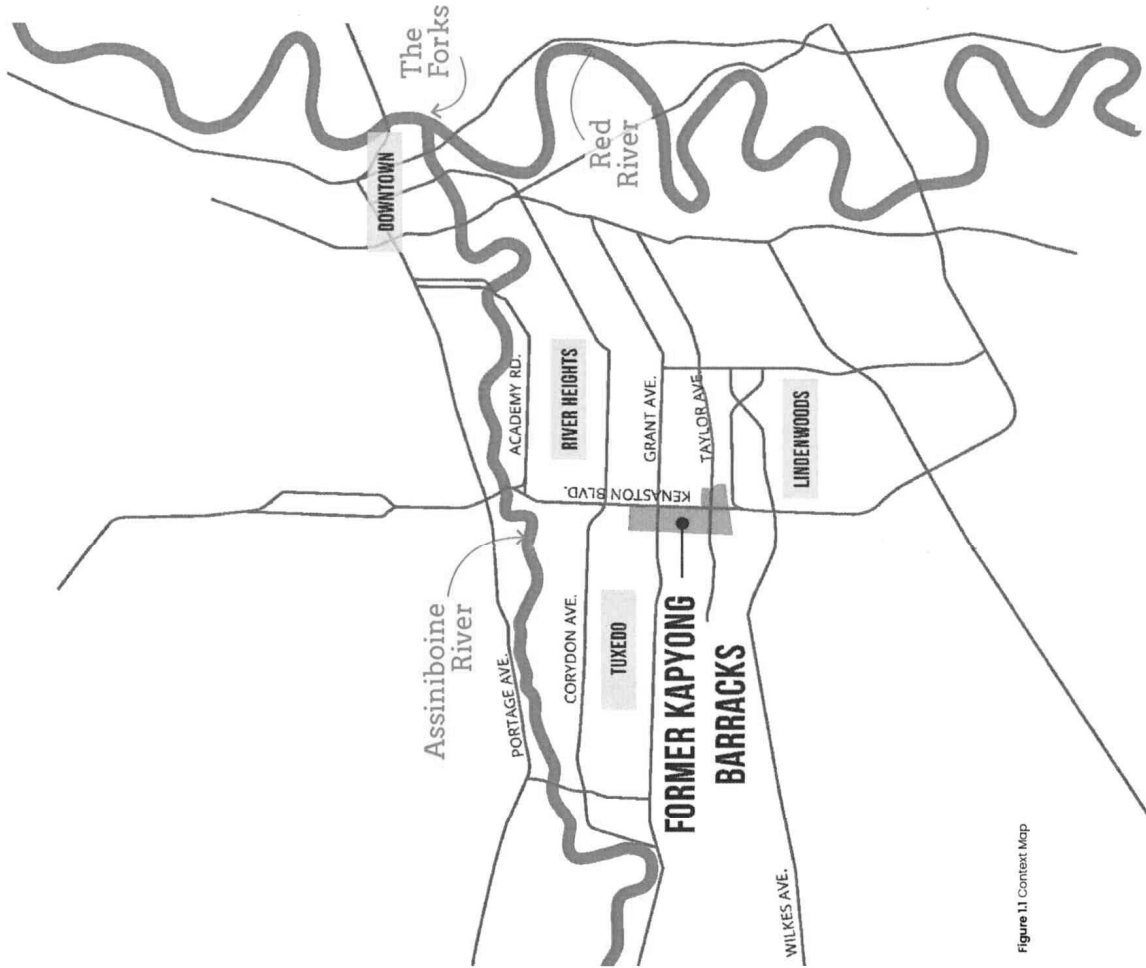 DOWNTOWN
The
Forks
Assiniboine
River
PORTAGE AVE.
ACADEMY RD.
CORYDON AVE.
RIVER HEIGHTS
KENASTON BLVD.
Red
River
TUXEDO
GRANT AVE.
TAYLOR AVE.
FORMER KAPYONG
BARRACKS
LINDENWOODS
WILKES AVE.
Figure 1.1 Context Map